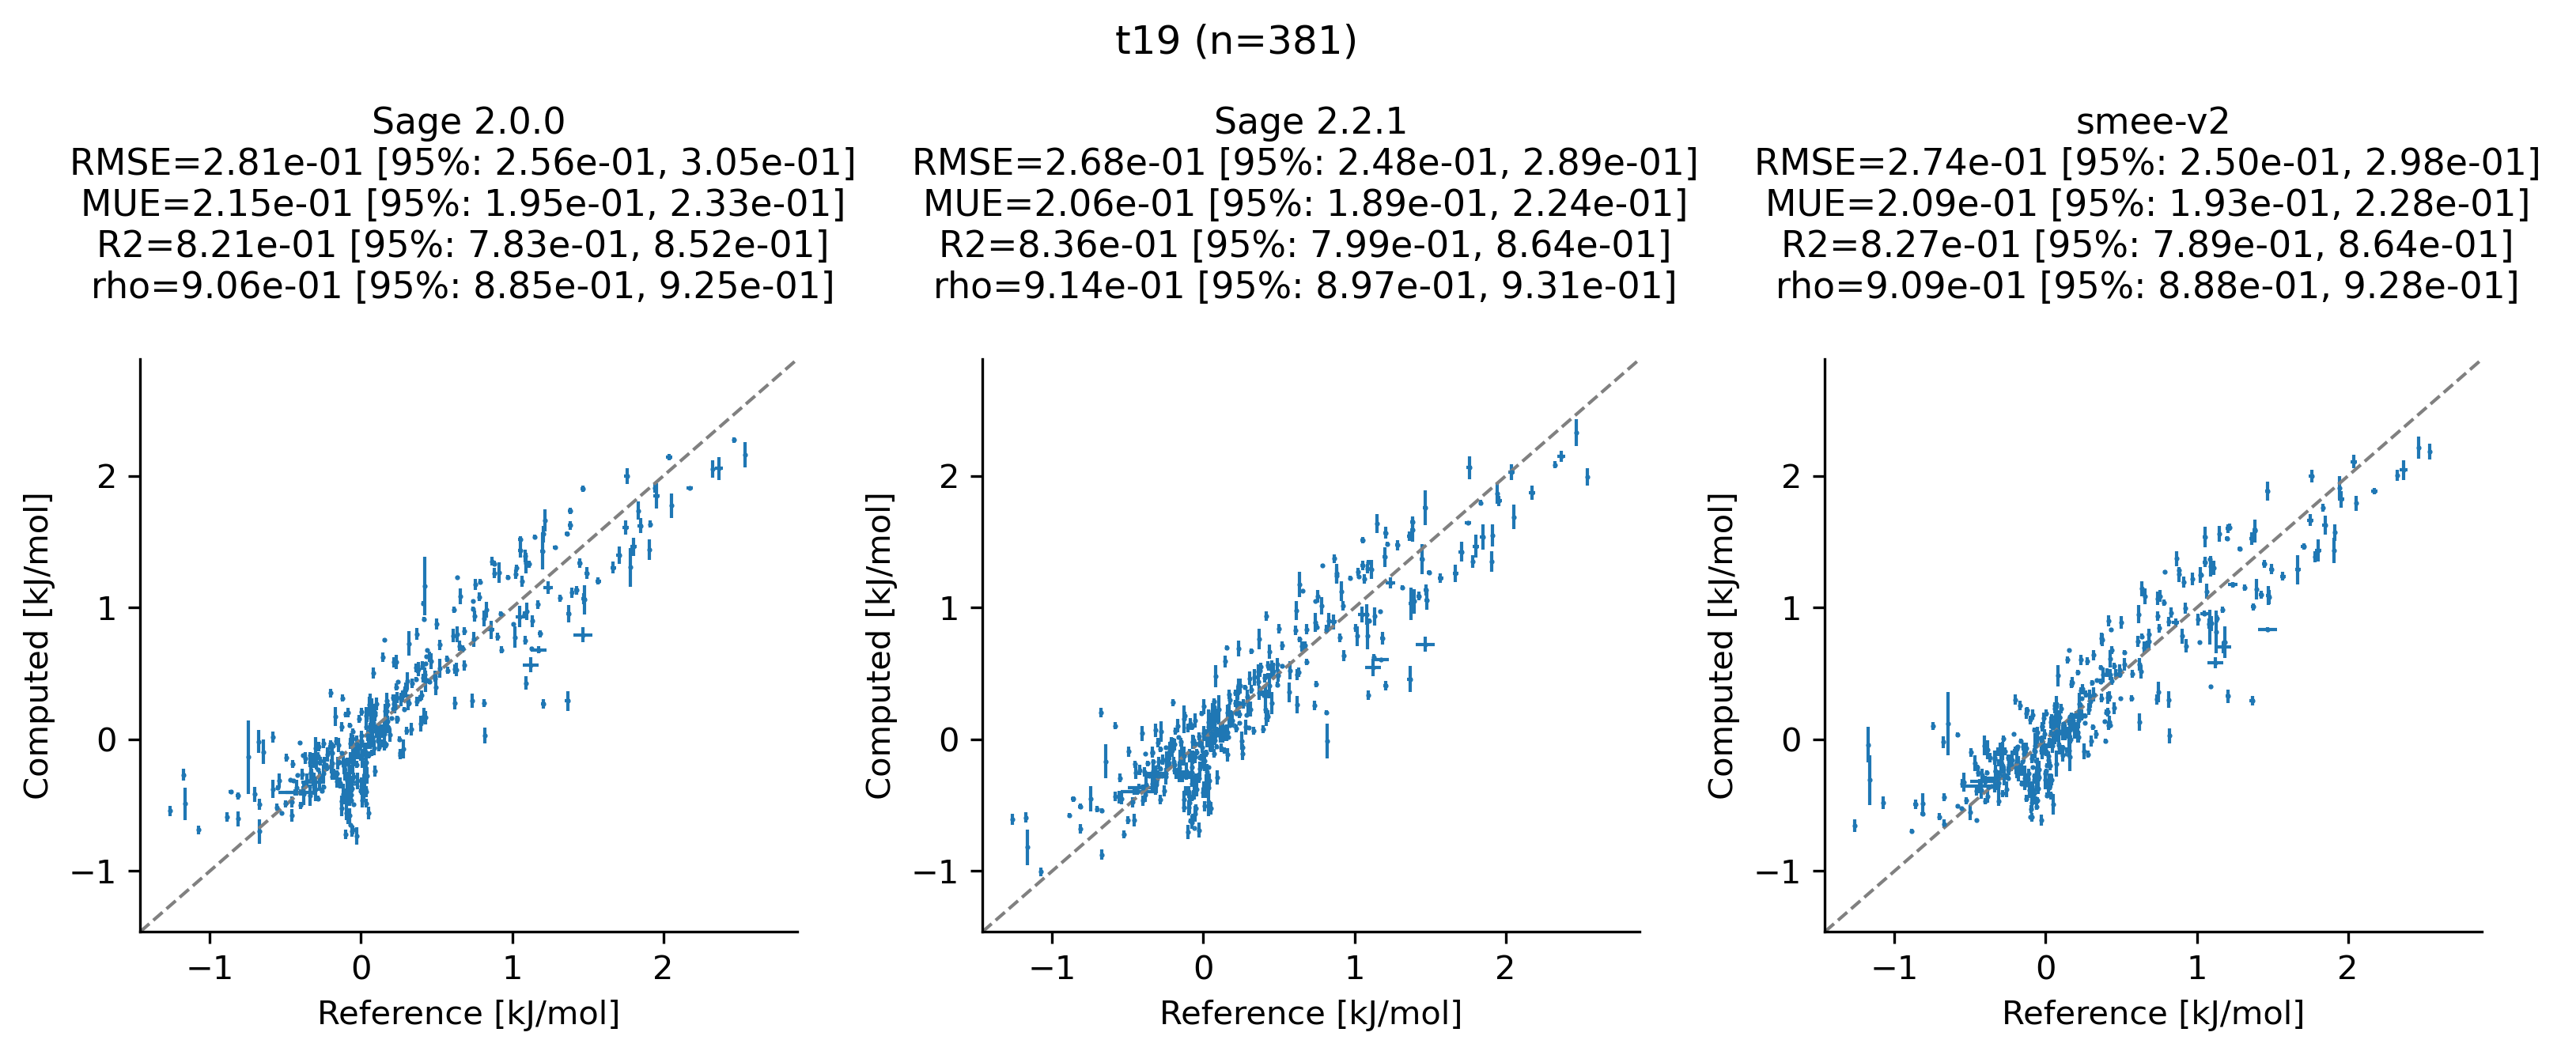 t19 (n=381)
Sage 2.0.0
RMSE=2.81e-01 [95%: 2.56e-01, 3.05e-01]
MUE=2.15e-01 [95%: 1.95e-01, 2.33e-01]
R2=8.21e-01 [95%: 7.83e-01, 8.52e-01]
rho=9.06e-01 [95%: 8.85e-01, 9.25e-01]
Computed [kJ/mol]
2
1
0
−1
−1 0 1 2
Reference [kJ/mol]
Sage 2.2.1
RMSE=2.68e-01 [95%: 2.48e-01, 2.89e-01]
MUE=2.06e-01 [95%: 1.89e-01, 2.24e-01]
R2=8.36e-01 [95%: 7.99e-01, 8.64e-01]
rho=9.14e-01 [95%: 8.97e-01, 9.31e-01]
Computed [kJ/mol]
2
1
0
−1
−1 0 1 2
Reference [kJ/mol]
smee-v2
RMSE=2.74e-01 [95%: 2.50e-01, 2.98e-01]
MUE=2.09e-01 [95%: 1.93e-01, 2.28e-01]
R2=8.27e-01 [95%: 7.89e-01, 8.64e-01]
rho=9.09e-01 [95%: 8.88e-01, 9.28e-01]
Computed [kJ/mol]
2
1
0
−1
−1 0 1 2
Reference [kJ/mol]